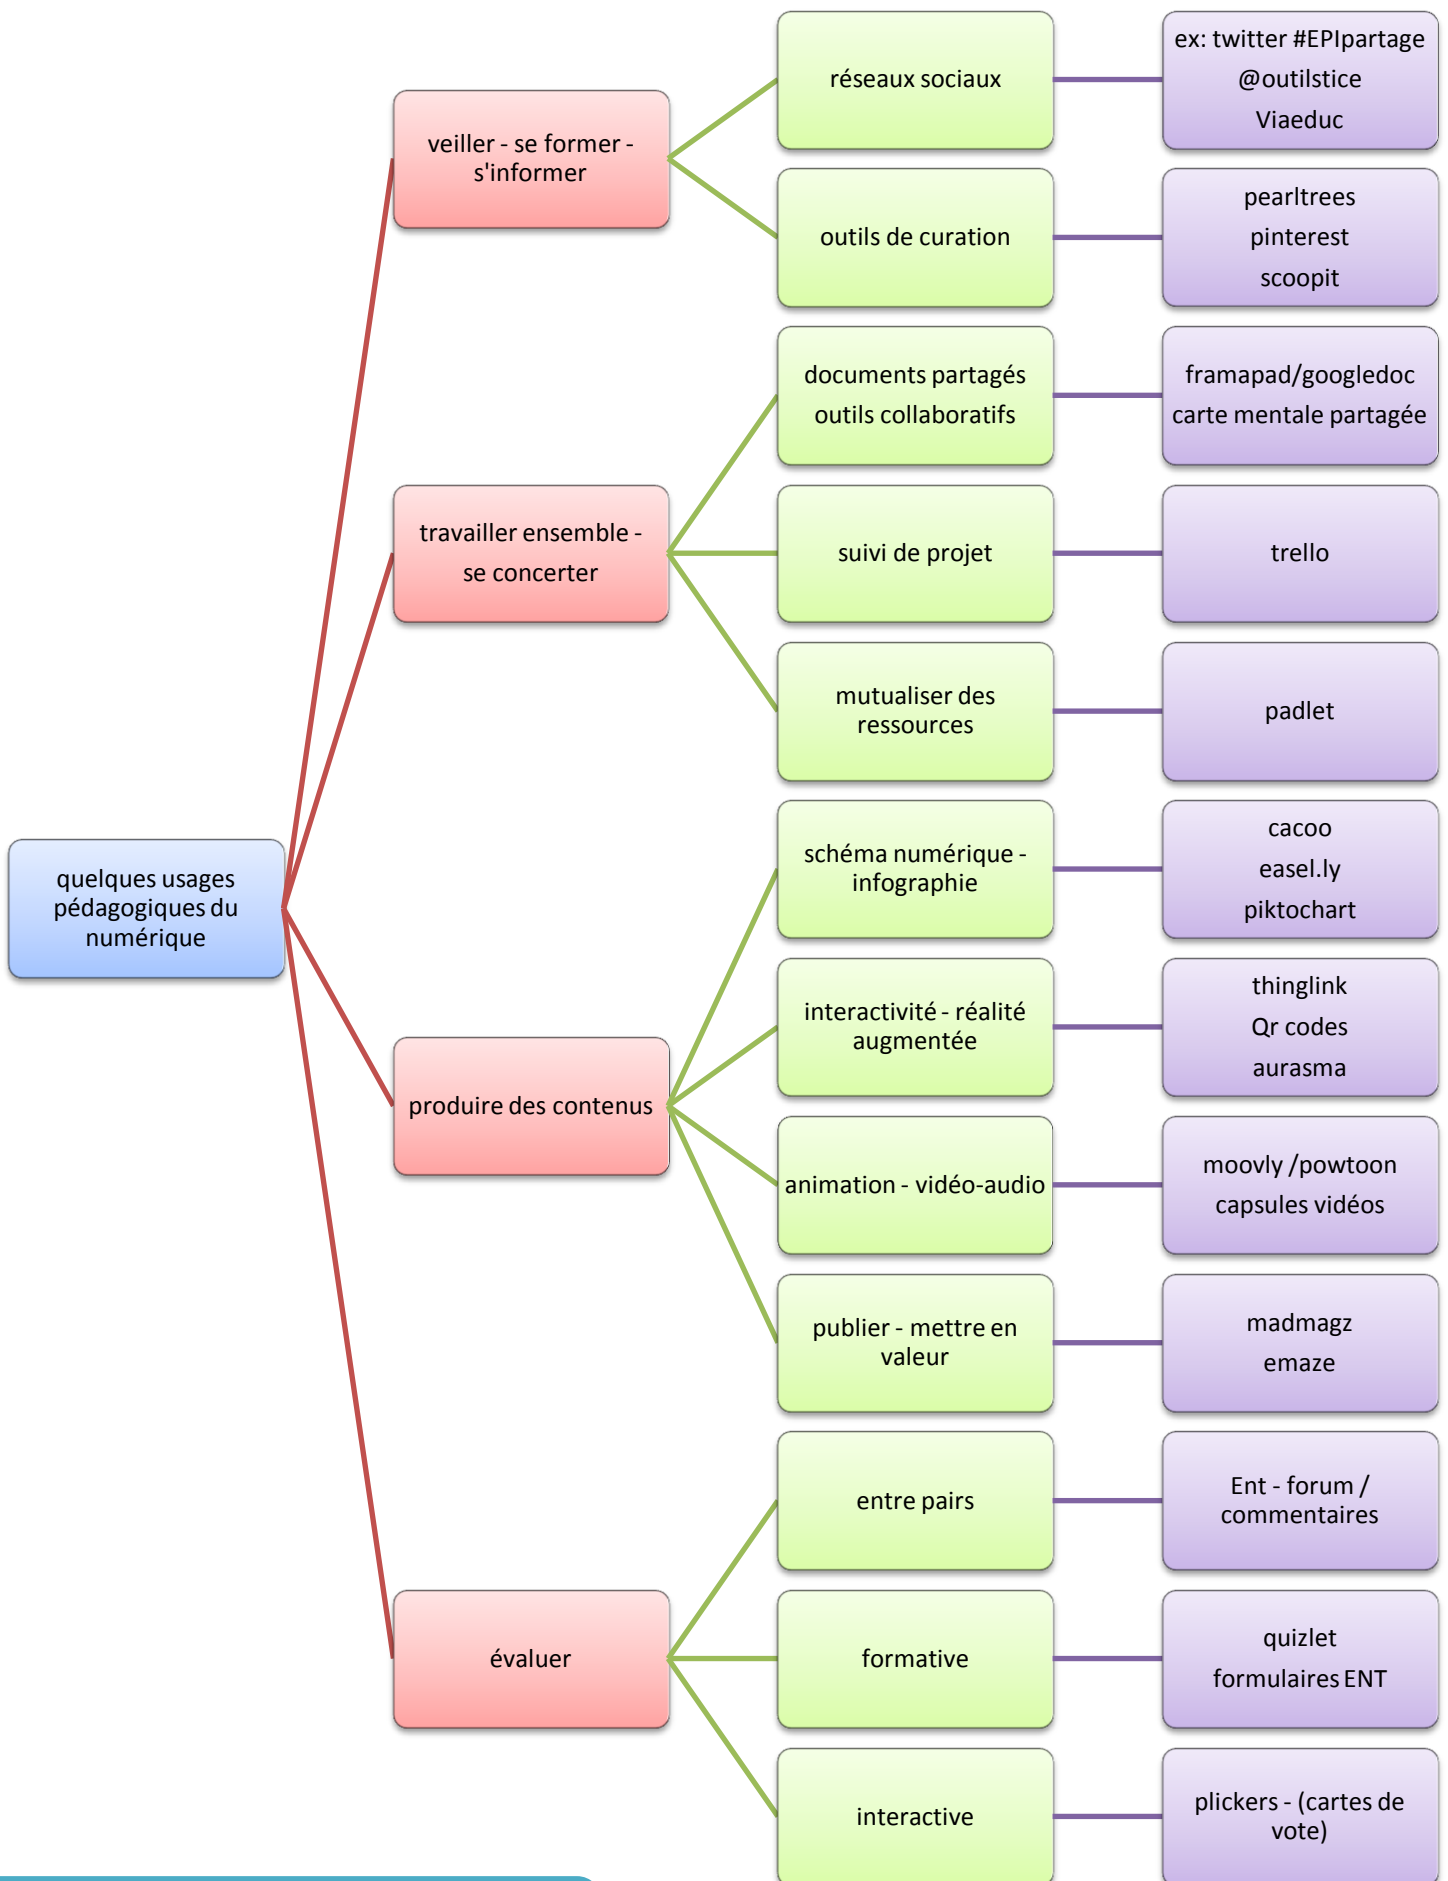 quelques usages
pédagogiques du
numérique
veiller - se former -
s'informer
réseaux sociaux
ex: twitter #EPIpartage
@outilstice
Viaeduc
outils de curation
pearltrees
pinterest
scoopit
travailler ensemble -
se concerter
documents partagés
outils collaboratifs
framapad/googledoc
carte mentale partagée
suivi de projet
trello
mutualiser des
ressources
padlet
produire des contenus
schéma numérique -
infographie
cacoo
easel.ly
piktochart
interactivité - réalité
augmentée
thinglink
Qr codes
aurasma
animation - vidéo-audio
moovly /powtoon
capsules vidéos
publier - mettre en
valeur
madmagz
emaze
évaluer
entre pairs
Ent - forum /
commentaires
formative
quizlet
formulaires ENT
interactive
plickers - (cartes de
vote)